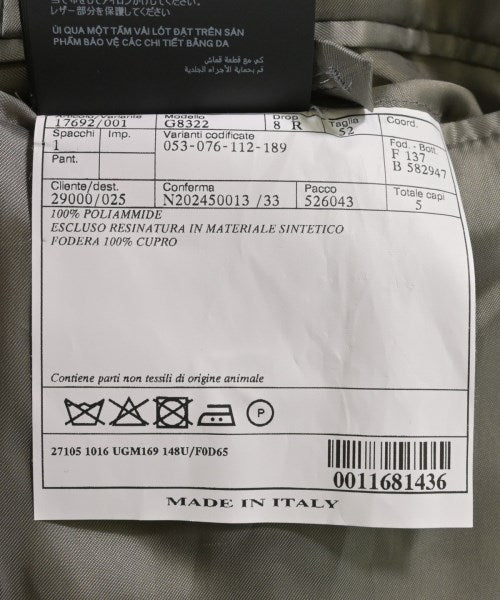 レザー部分を保護してください。
ỦI QUA MỘT TẤM VẢI LÓT ĐẶT TRÊN SẢN
PHẨM BẢO VỆ CÁC CHI TIẾT BẰNG DA
كي مع قطعة قماش
لحماية الأجزاء الجلدية
Articolo/Variante Modello Drop Taglia Coord.
17692/001 G8322 8 R 52
Spacchi Imp. Varianti codificate Fod. - Bott.
1 053-076-112-189 F 137
Pant. B 582947
Cliente/dest. Conferma Pacco Totale capi
29000/025 N202450013 /33 526043 5
100% POLIAMMIDE
ESCLUSO RESINATURA IN MATERIALE SINTETICO
FODERA 100% CUPRO
Contiene parti non tessili di origine animale
P
27105 1016 UGM169 148U/F0D65
0011681436
MADE IN ITALY